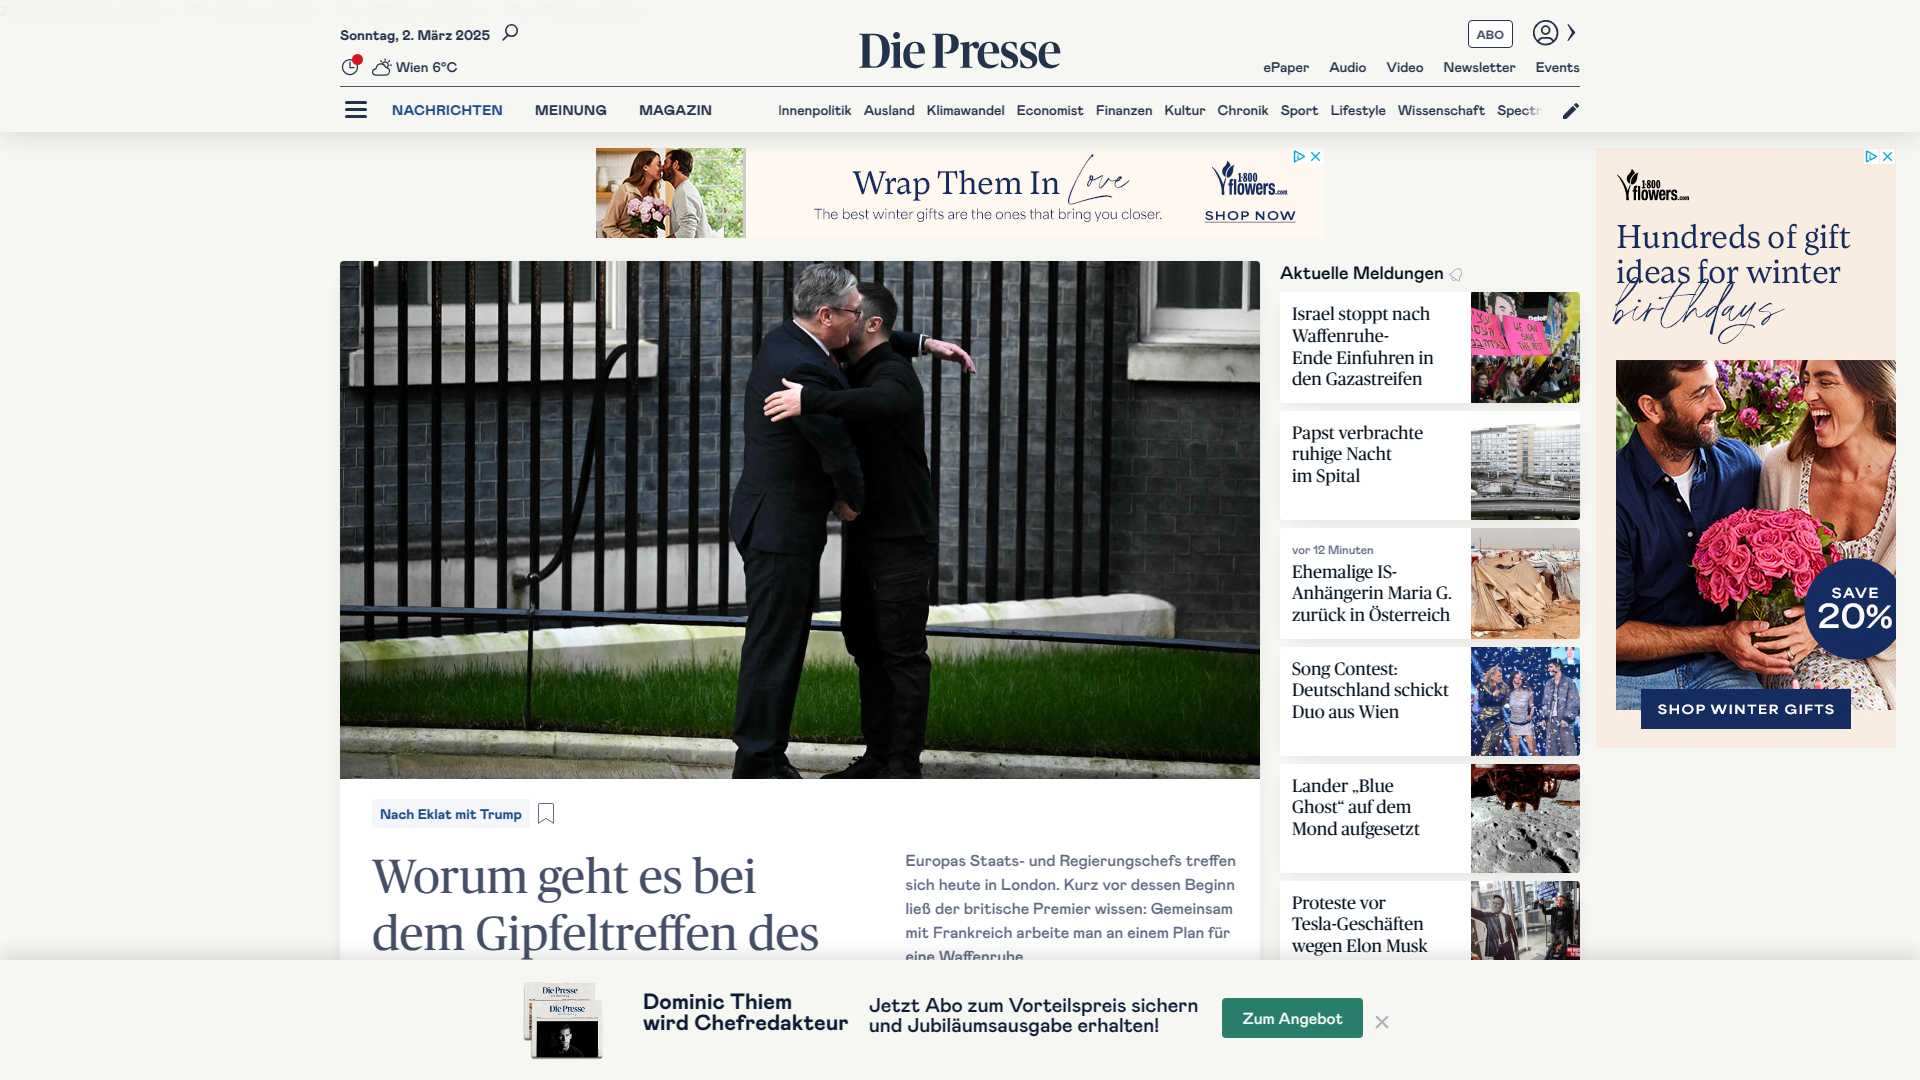 Sonntag, 2. März 2025
Die Presse
ABO
Wien 6°C
ePaper Audio Video Newsletter Events
NACHRICHTEN MEINUNG MAGAZIN
Innenpolitik Ausland Klimawandel Economist Finanzen Kultur Chronik Sport Lifestyle Wissenschaft Spectr
Wrap Them In Love
The best winter gifts are the ones that bring you closer.
1-800
flowers.com
SHOP NOW
1-800
flowers.com
Hundreds of gift
ideas for winter
birthdays
SAVE
20%
SHOP WINTER GIFTS
Nach Eklat mit Trump
Worum geht es bei
dem Gipfeltreffen des
Europas Staats- und Regierungschefs treffen
sich heute in London. Kurz vor dessen Beginn
ließ der britische Premier wissen: Gemeinsam
mit Frankreich arbeite man an einem Plan für
eine Waffenruhe.
Aktuelle Meldungen
Israel stoppt nach
Waffenruhe-
Ende Einfuhren in
den Gazastreifen
Papst verbrachte
ruhige Nacht
im Spital
vor 12 Minuten
Ehemalige IS-
Anhängerin Maria G.
zurück in Österreich
Song Contest:
Deutschland schickt
Duo aus Wien
Lander „Blue
Ghost“ auf dem
Mond aufgesetzt
Proteste vor
Tesla-Geschäften
wegen Elon Musk
Die Presse
Die Presse
Dominic Thiem
wird Chefredakteur
Jetzt Abo zum Vorteilspreis sichern
und Jubiläumsausgabe erhalten!
Zum Angebot